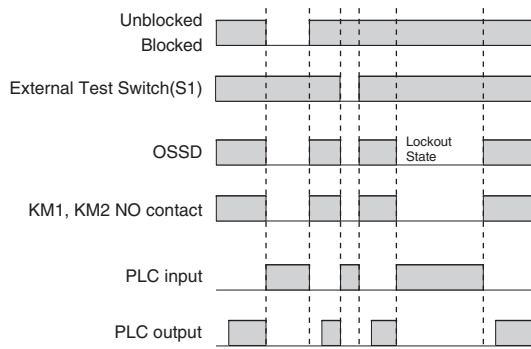 Unblocked
Blocked
External Test Switch(S1)
OSSD
Lockout
State
KM1, KM2 NO contact
PLC input
PLC output